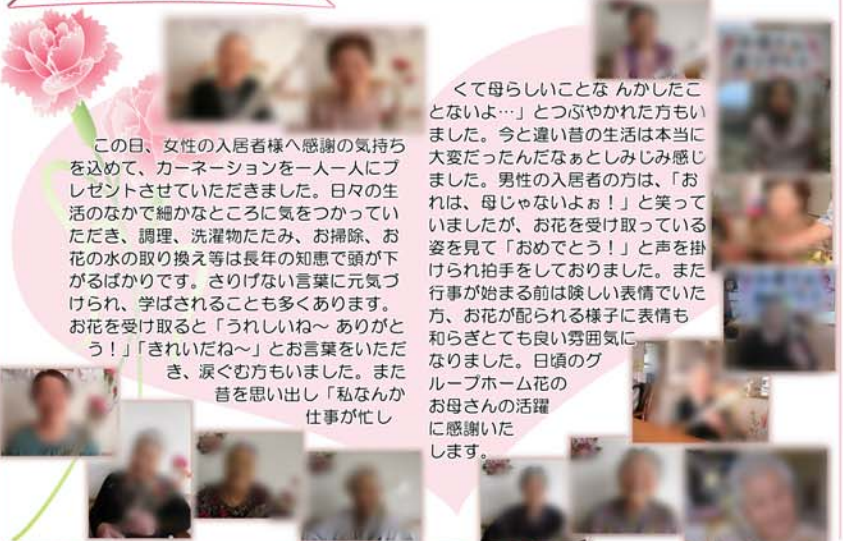 この日、女性の入居者様へ感謝の気持ち
を込めて、カーネーションを一人一人にプ
レゼントさせていただきました。日々の生
活のなかで細かなところに気をつかってい
ただき、調理、洗濯物たたみ、お掃除、お
花の水の取り換え等は長年の知恵で頭が下
がるばかりです。さりげない言葉に元気づ
けられ、学ばされることも多くあります。
お花を受け取ると「うれしいね～ ありがと
う！」「きれいだね～」とお言葉をいただ
き、涙ぐむ方もいました。また
昔を思い出し「私なんか
仕事が忙し
くて母らしいことな んかしたこ
とないよ…」とつぶやかれた方もい
ました。今と違い昔の生活は本当に
大変だったんだなぁとしみじみ感じ
ました。男性の入居者の方は、「お
れは、母じゃないよぉ！」と笑って
いましたが、お花を受け取っている
姿を見て「おめでとう！」と声を掛
けられ拍手をしておりました。また
行事が始まる前は険しい表情でいた
方、お花が配られる様子に表情も
和らぎとても良い雰囲気に
なりました。日頃のグ
ループホーム花の
お母さんの活躍
に感謝いた
します。